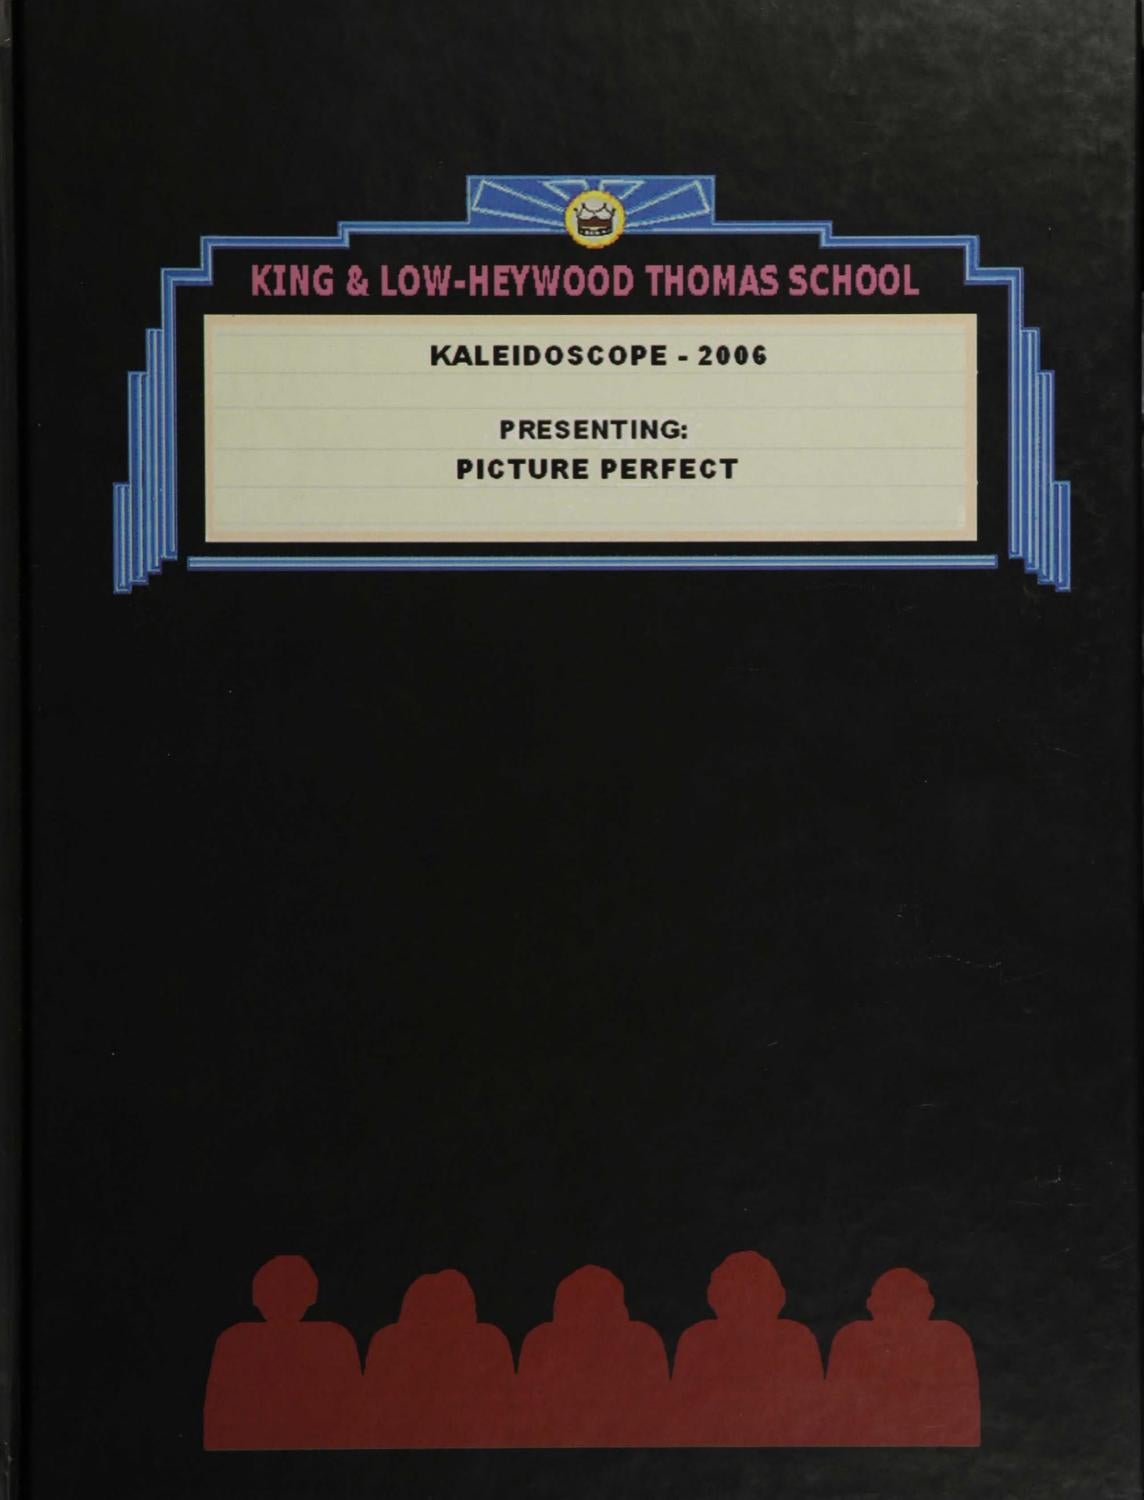 KING & LOW-HEYWOOD THOMAS SCHOOL
KALEIDOSCOPE - 2006
PRESENTING:
PICTURE PERFECT